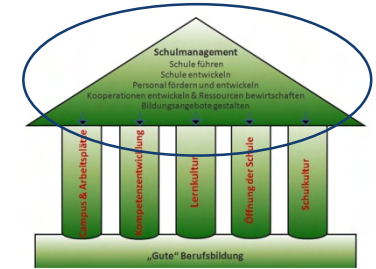 Schulmanagement
Schule führen
Schule entwickeln
Personal fördern und entwickeln
Kooperationen entwickeln & Ressourcen bewirtschaften
Bildungsangebote gestalten
Campus & Arbeitsplätze
Kompetenzentwicklung
Lernkultur
Öffnung der Schule
Schulkultur
„Gute" Berufsbildung